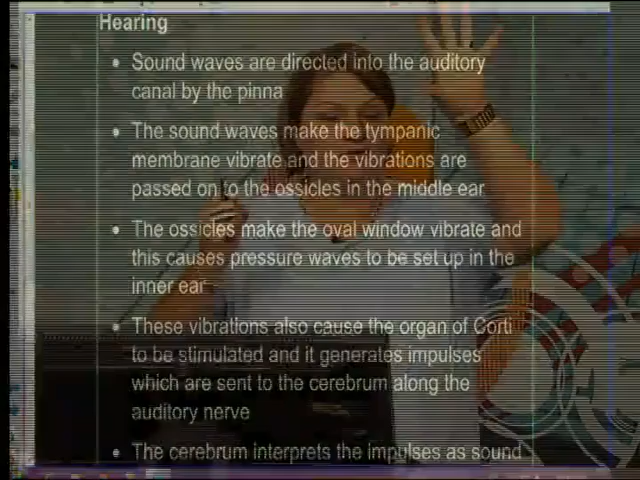 Hearing
• Sound waves are directed into the auditory
canal by the pinna
• The sound waves make the tympanic
membrane vibrate and the vibrations are
passed on to the ossicles in the middle ear
• The ossicles make the oval window vibrate and
this causes pressure waves to be set up in the
inner ear
• These vibrations also cause the organ of Corti
to be stimulated and it generates impulses
which are sent to the cerebrum along the
auditory nerve
• The cerebrum interprets the impulses as sound